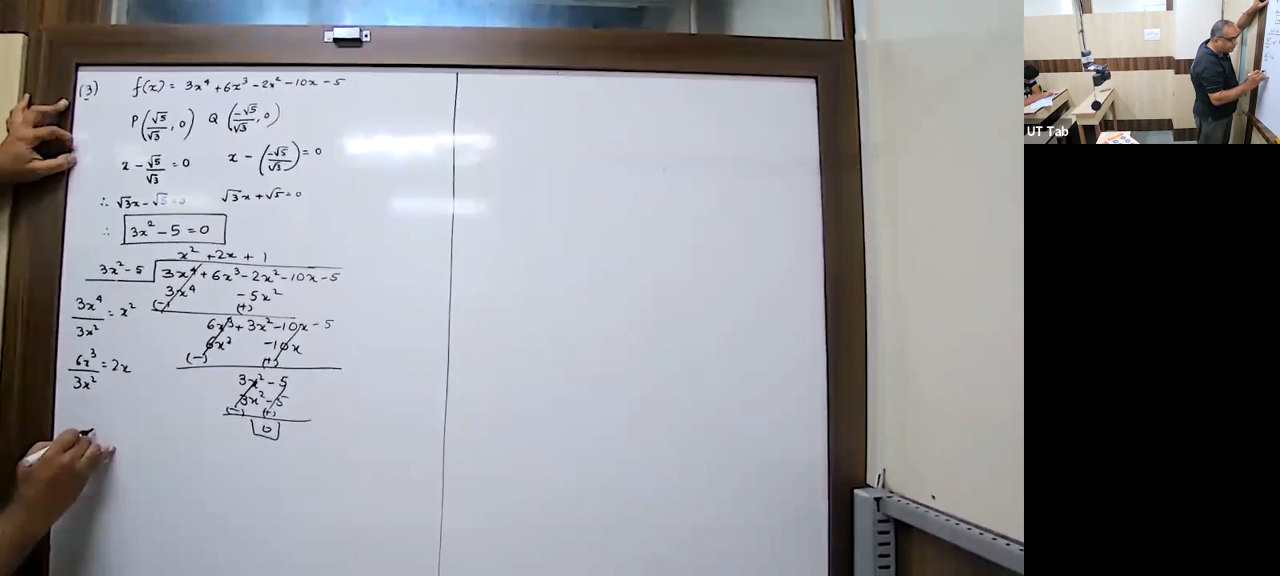 (3) f(x) = 3x⁴ + 6x³ - 2x² - 10x - 5
P(√5/√3, 0) Q(-√5/√3, 0)
x - √5/√3 = 0 x - (-√5/√3) = 0
∴ √3x - √5 = 0 √3x + √5 = 0
∴ 3x² - 5 = 0
x² + 2x + 1
3x² - 5 3x⁴ + 6x³ - 2x² - 10x - 5
3x⁴ - 5x²
(-) (+)
3x⁴/3x² = x²
6x³ + 3x² - 10x - 5
6x³ - 10x
(-) (+)
6x³/3x² = 2x
3x² - 5
3x² - 5
(-) (+)
0
UT Tab